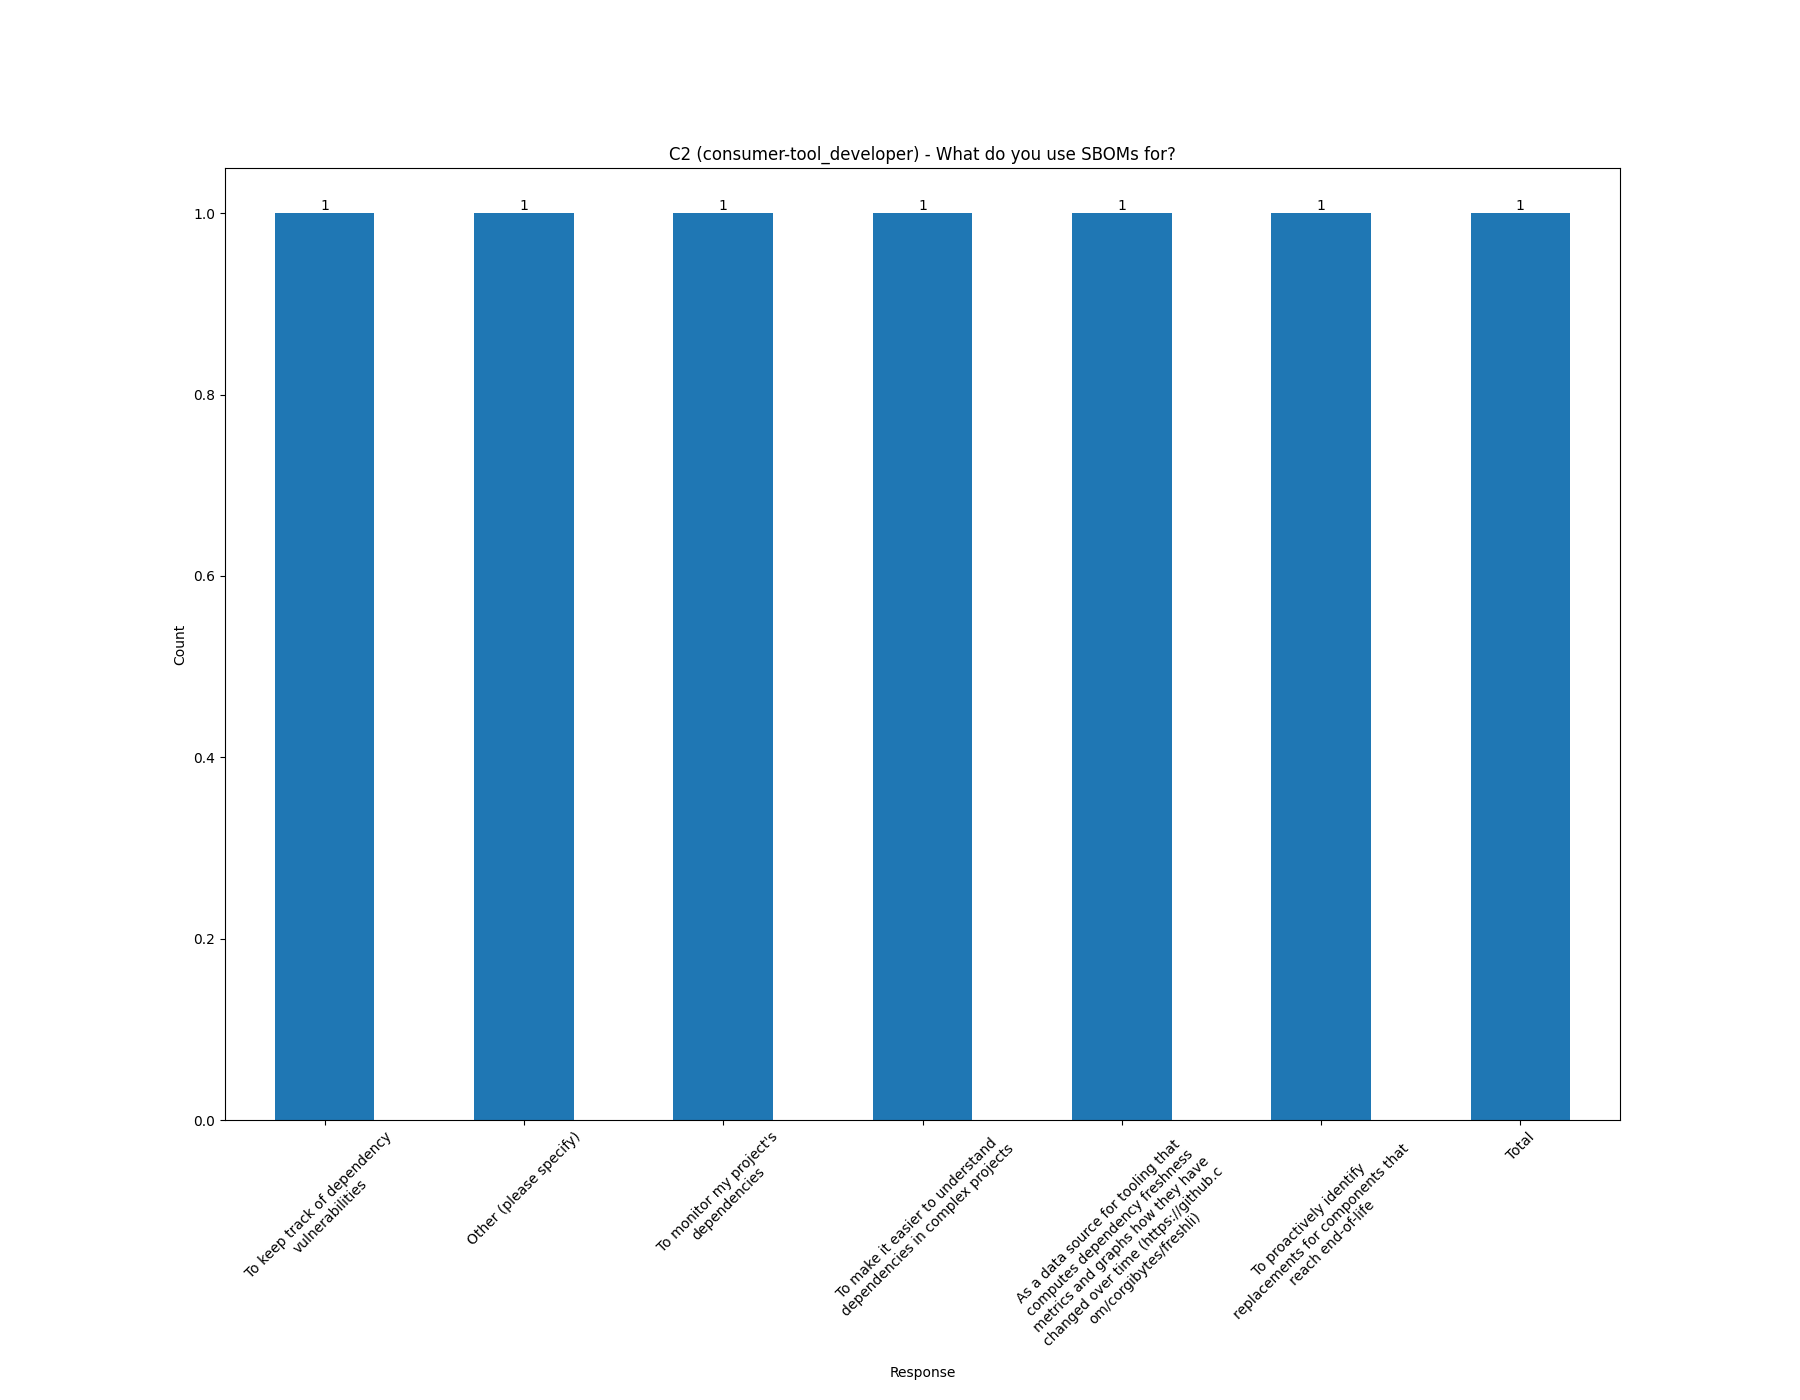 C2 (consumer-tool_developer) - What do you use SBOMs for?
1
1
1
1
1
1
1
1.0
0.8
0.6
0.4
0.2
0.0
Count
To keep track of dependency
vulnerabilities
Other (please specify)
To monitor my project's
dependencies
To make it easier to understand
dependencies in complex projects
As a data source for tooling that
computes dependency freshness
metrics and graphs how they have
changed over time (https://github.c
om/corgibytes/freshli)
To proactively identify
replacements for components that
reach end-of-life
Total
Response